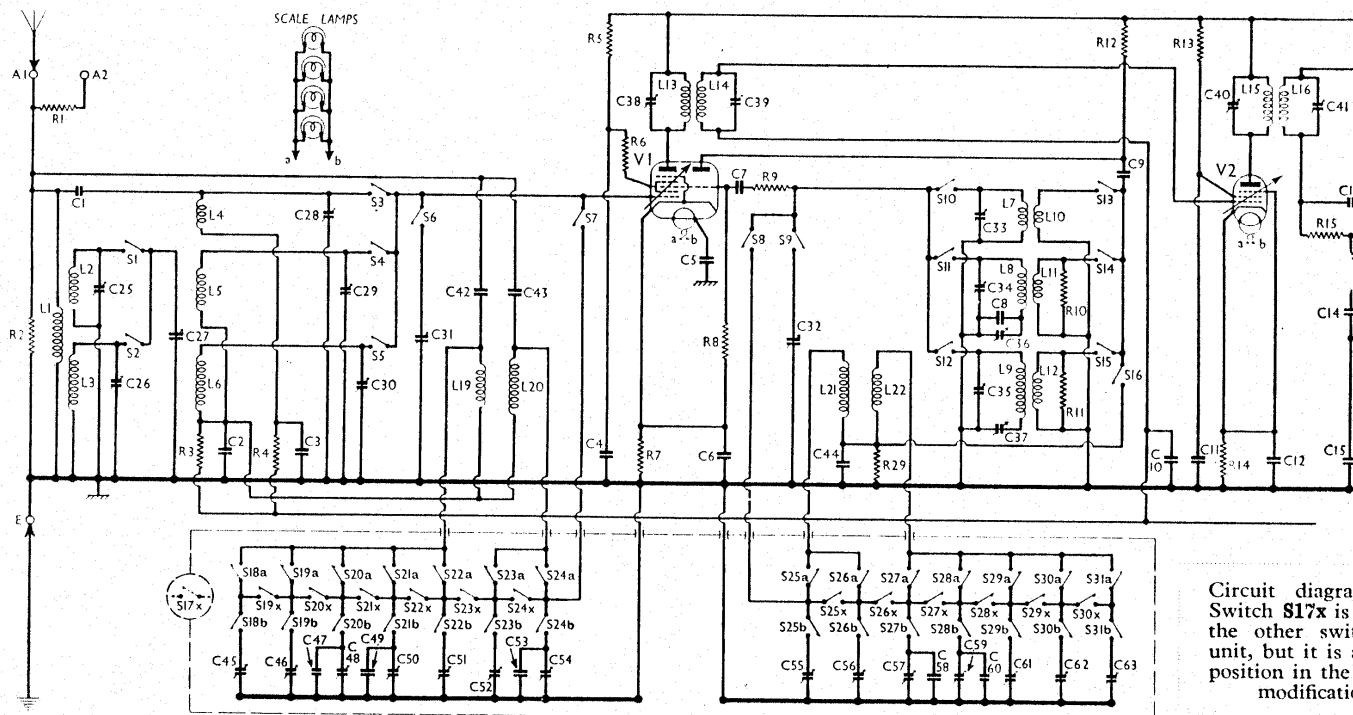 SCALE LAMPS
a b
A1 A2
R1
R5
R12 R13
L13 L14
C38 C39
L15 L16
C40 C41
R6
V1
C9
V2
C1
C7 R9
S3
C28
S6
S7
a b
C5
S8 S9
S10
L7 L10
C33
S13
a b
R15
L4
L2
S1
C25
L1
R2
C27
S2
L3
C26
L5
S4
C29
C31
C42 C43
S5
L6
C30
L19 L20
R8
C32
S11
L8 L11
C34
C8
C36
S14
R10
S12
L9 L12
C35
S15
S16
R11
C37
C14
R3 C2 R4 C3
C4 R7 C6
L21 L22
C44 R29
C10 C11 R14 C12 C15
E
S18a S19a S20a S21a S22a S23a S24a
S17x S19x S20x S21x S22x S23x S24x
S18b S19b S20b S21b S22b S23b S24b
C45 C46 C47 C48 C49 C50 C51 C52 C53 C54
S25a S26a S27a S28a S29a S30a S31a
S25x S26x S27x S28x S29x S30x
S25b S26b S27b S28b S29b S30b S31b
C55 C56 C57 C58 C59 C60 C61 C62 C63
Circuit diagra
Switch S17x is
the other swit
unit, but it is a
position in the
modificatio